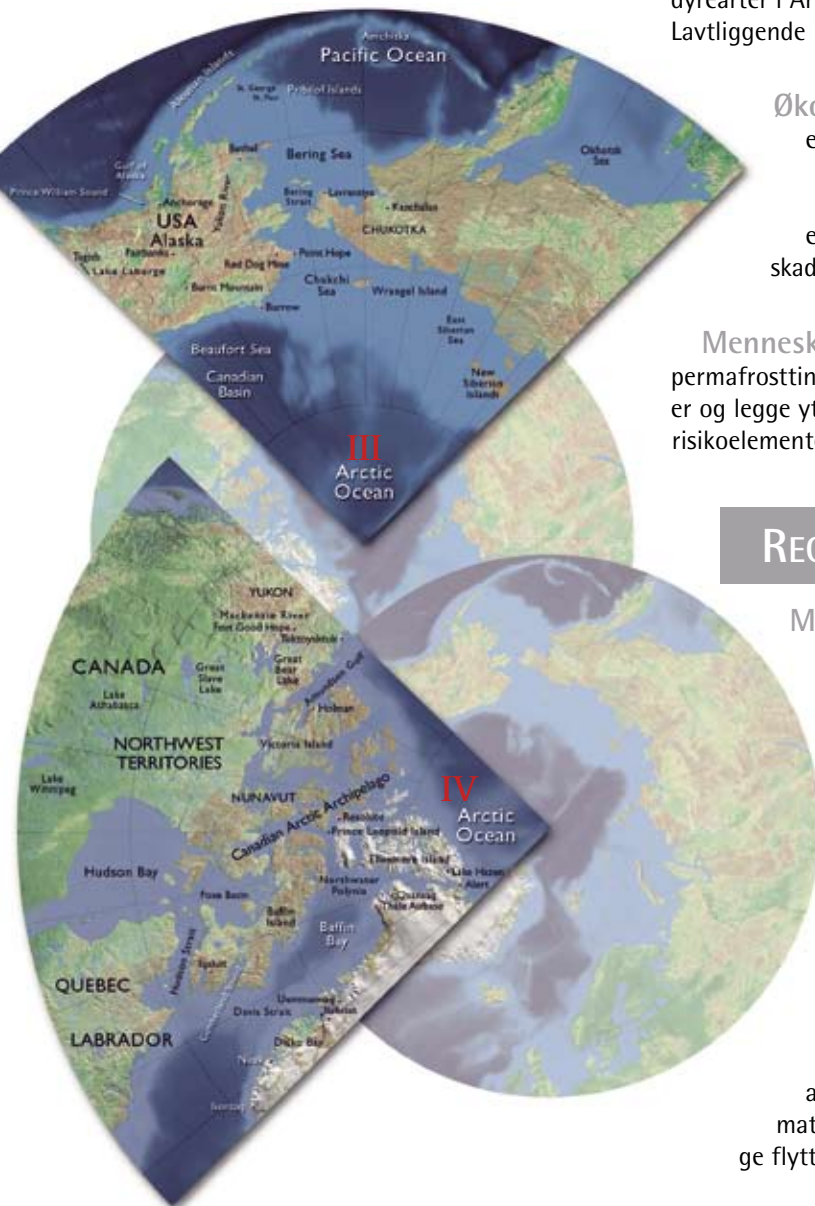 dyrearter i Ar
Lavtliggende
Øko
e
e
skad
Mennesk
permafrosttin
er og legge yt
risikoelemente
REG
M
a
mat
ge flytt
Amchitka
Pacific Ocean
Aleutian Islands
St. George
St. Paul
Pribilof Islands
Okhotsk
Sea
Bethel
Bering Sea
Gulf of
Alaska
Prince William Sound
Anchorage
Yukon River
Bering
Strait
Lavrentiya
Kanchalan
USA
Alaska
CHUKOTKA
Fairbanks
Lake Laberge
Red Dog Mine
Point Hope
Burnt Mountain
Chukchi
Sea
Wrangel Island
Barrow
East
Siberian
Sea
Beaufort Sea
Canadian
Basin
New
Siberian
Islands
III
Arctic
Ocean
YUKON
Mackenzie River
Fort Good Hope
Tuktoyaktuk
CANADA
Great
Slave
Lake
Great
Bear
Lake
Amundsen Gulf
Lake
Athabasca
Holman
NORTHWEST
TERRITORIES
Victoria Island
Lake
Winnipeg
NUNAVUT
Canadian Arctic Archipelago
IV
Arctic
Ocean
Resolute
Prince Leopold Island
Ellesmere Island
Lake Hazen
Alert
Hudson Bay
Northwater
Polynia
Qaanaaq
Thule Airbase
Foxe Basin
Baffin
Island
Baffin
Bay
Hudson Strait
QUEBEC
Uummannaq
Davis Strait
LABRADOR
Disko Bay
Nuuk